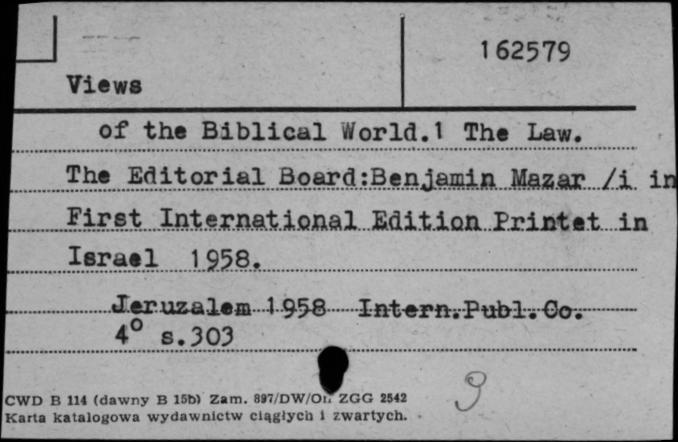 162579
Views
of the Biblical World.1 The Law.
The Editorial Board:Benjamin Mazar /i in
First International Edition Printet in
Israel 1958.
Jeruzalem 1958 Intern.Publ.Co.
4° s.303
9
CWD B 114 (dawny B 15b) Zam. 897/DW/ ZGG 2542
Karta katalogowa wydawnictw ciągłych i zwartych.